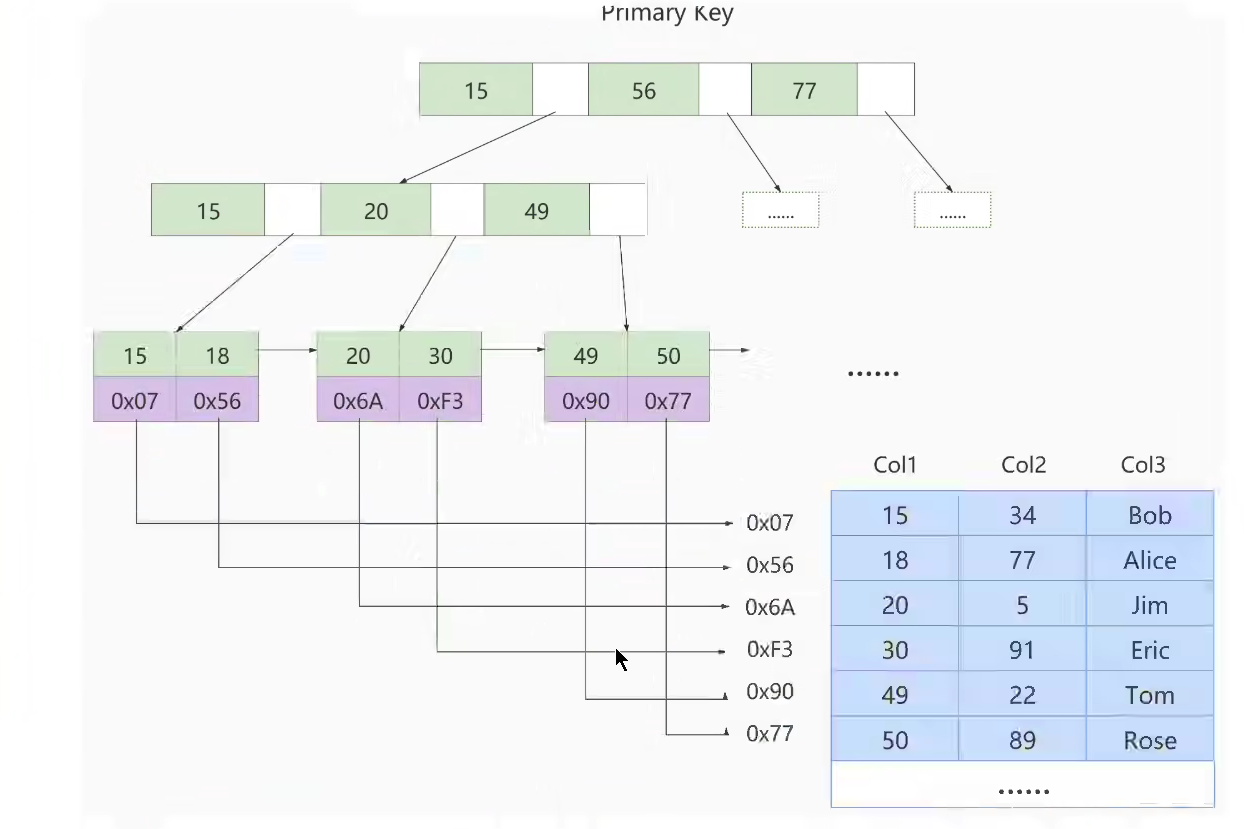 Primary Key
15 56 77
15 20 49
...... ......
15 18 20 30 49 50
0x07 0x56 0x6A 0xF3 0x90 0x77
......
Col1 Col2 Col3
0x07 15 34 Bob
0x56 18 77 Alice
0x6A 20 5 Jim
0xF3 30 91 Eric
0x90 49 22 Tom
0x77 50 89 Rose
......